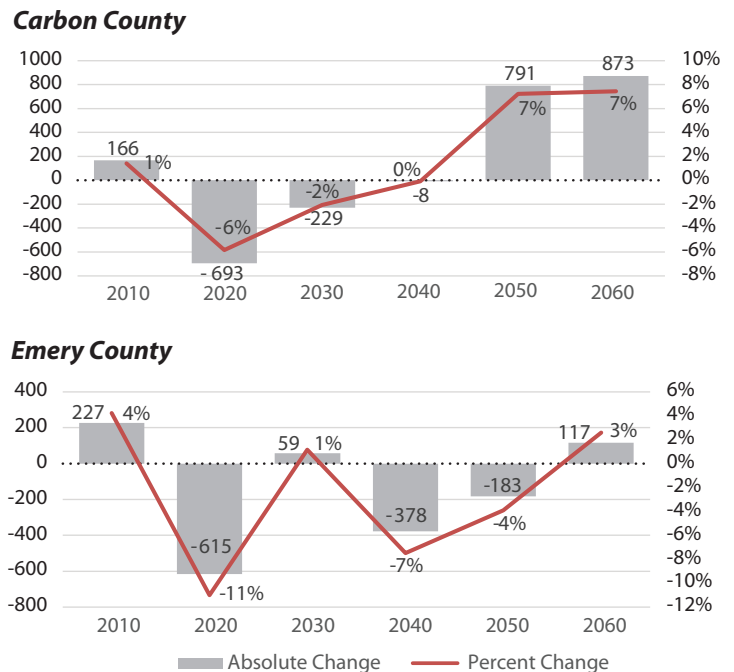 Carbon County
1000 10%
800 166 791 873 8%
600 1% 7% 7% 6%
400 4%
200 2%
0 0% 0%
-200 -2% -8 -2%
-400 -6% -229 -4%
-600 -6%
-800 - 693 -8%
2010 2020 2030 2040 2050 2060
Emery County
400 6%
227 4% 4%
200 59 1% 117 3% 2%
0 0%
-200 -183 -2%
-400 -378 -4% -4%
-600 -615 -7% -6%
-800 -11% -8%
-10%
-12%
2010 2020 2030 2040 2050 2060
Absolute Change Percent Change